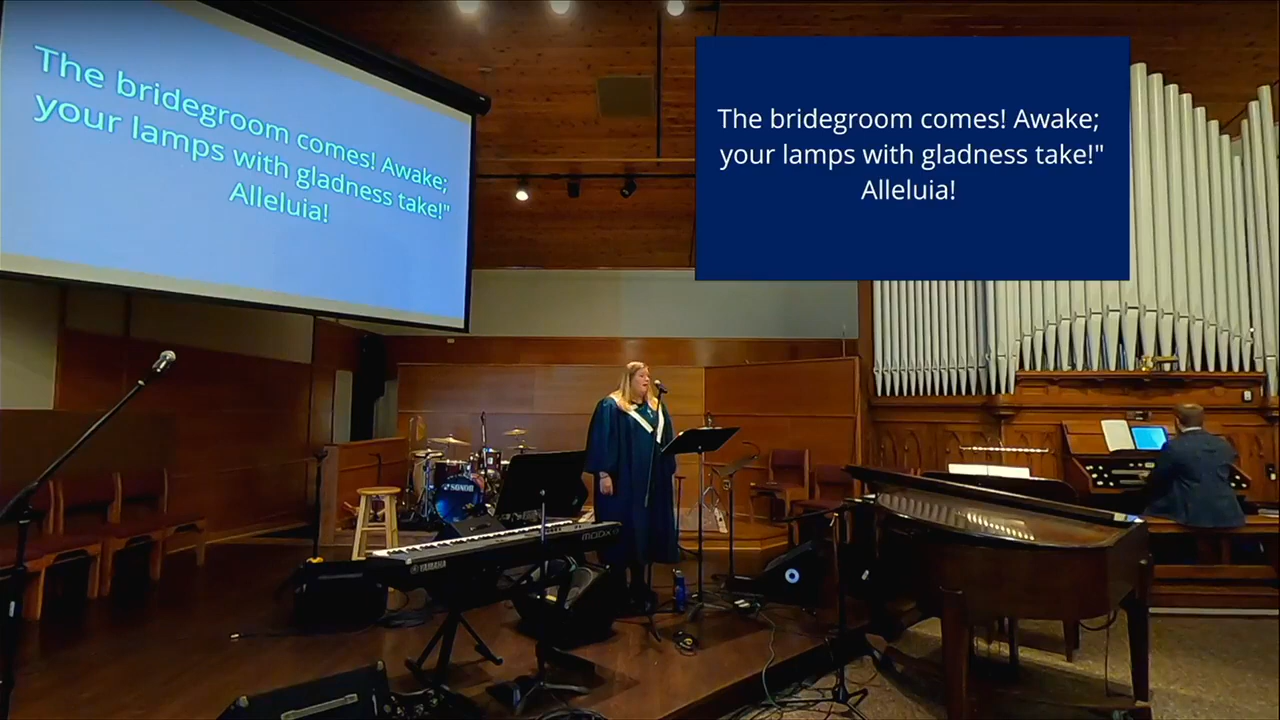 The bridegroom comes! Awake;
your lamps with gladness take!"
Alleluia!
The bridegroom comes! Awake;
your lamps with gladness take!"
Alleluia!
SONOR
YAMAHA
MODX